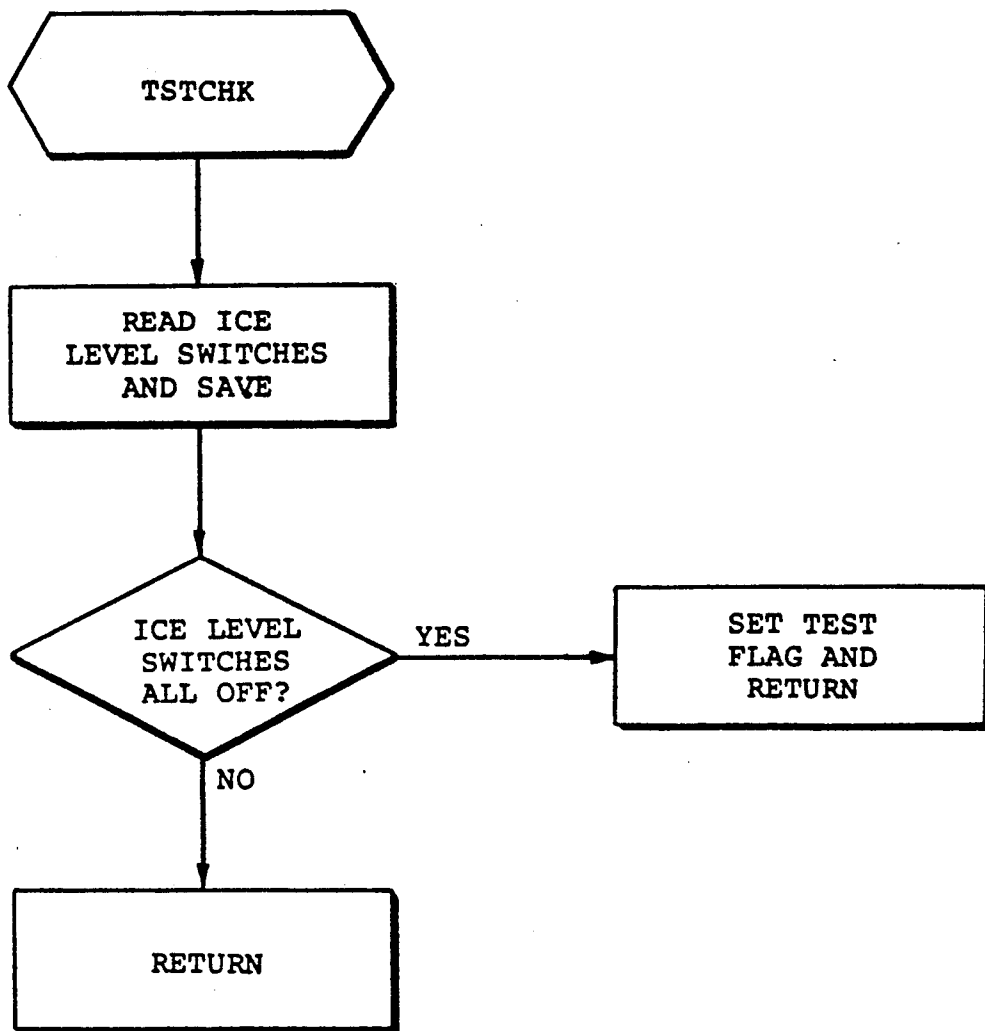 TSTCHK
READ ICE
LEVEL SWITCHES
AND SAVE
ICE LEVEL
SWITCHES
ALL OFF?
YES
SET TEST
FLAG AND
RETURN
NO
RETURN